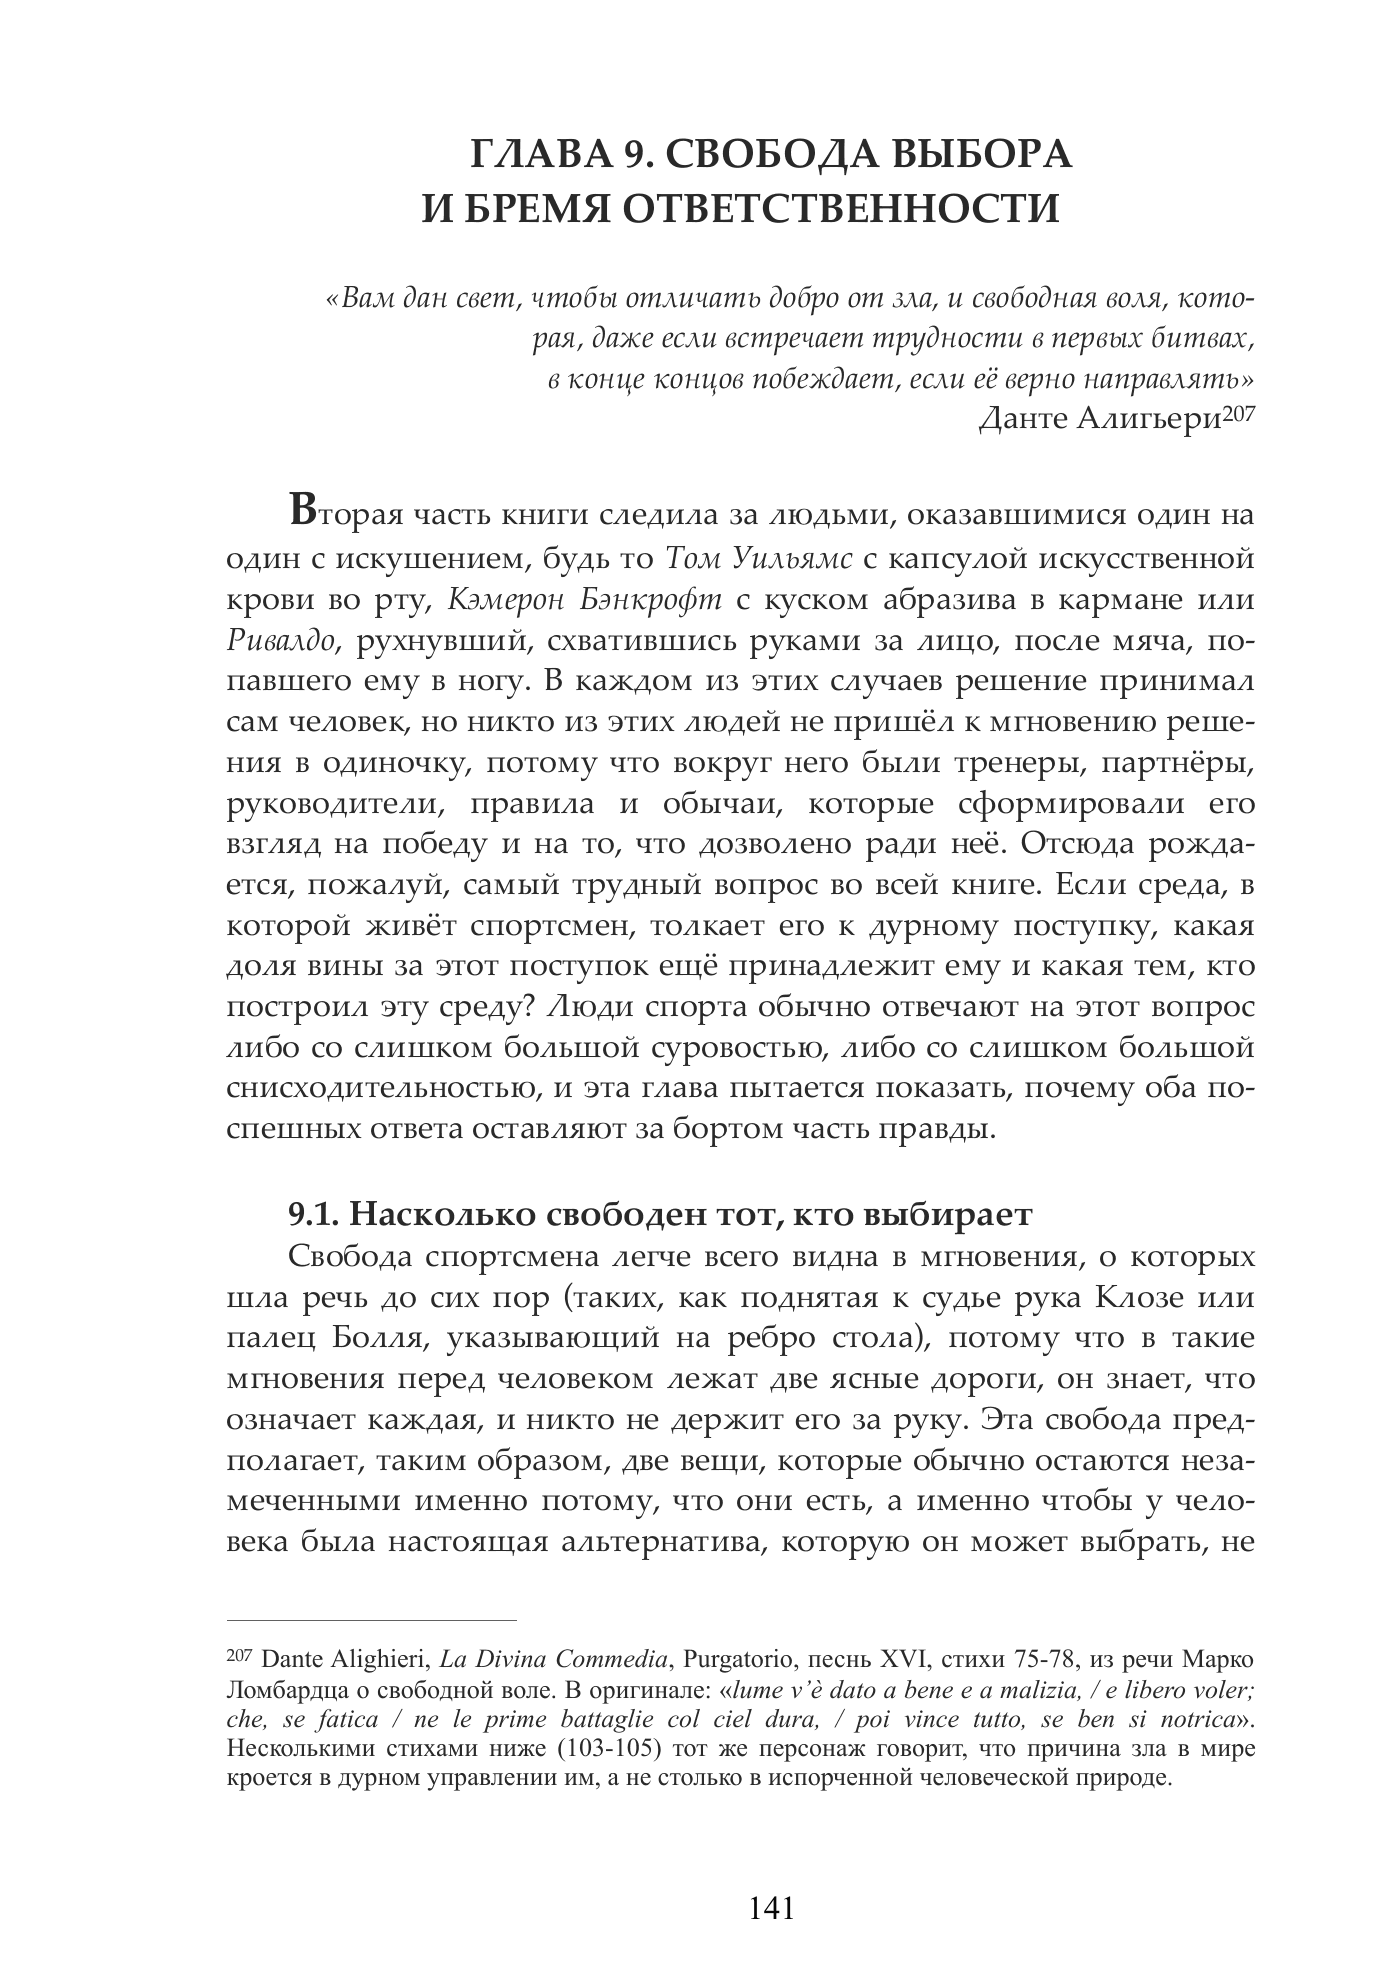 ГЛАВА 9. СВОБОДА ВЫБОРА
И БРЕМЯ ОТВЕТСТВЕННОСТИ
«Вам дан свет, чтобы отличать добро от зла, и свободная воля, кото-
рая, даже если встречает трудности в первых битвах,
в конце концов побеждает, если её верно направлять»
Данте Алигьери207
Вторая часть книги следила за людьми, оказавшимися один на
один с искушением, будь то Том Уильямс с капсулой искусственной
крови во рту, Кэмерон Бэнкрофт с куском абразива в кармане или
Ривалдо, рухнувший, схватившись руками за лицо, после мяча, по-
павшего ему в ногу. В каждом из этих случаев решение принимал
сам человек, но никто из этих людей не пришёл к мгновению реше-
ния в одиночку, потому что вокруг него были тренеры, партнёры,
руководители, правила и обычаи, которые сформировали его
взгляд на победу и на то, что дозволено ради неё. Отсюда рожда-
ется, пожалуй, самый трудный вопрос во всей книге. Если среда, в
которой живёт спортсмен, толкает его к дурному поступку, какая
доля вины за этот поступок ещё принадлежит ему и какая тем, кто
построил эту среду? Люди спорта обычно отвечают на этот вопрос
либо со слишком большой суровостью, либо со слишком большой
снисходительностью, и эта глава пытается показать, почему оба по-
спешных ответа оставляют за бортом часть правды.
9.1. Насколько свободен тот, кто выбирает
Свобода спортсмена легче всего видна в мгновения, о которых
шла речь до сих пор (таких, как поднятая к судье рука Клозе или
палец Болля, указывающий на ребро стола), потому что в такие
мгновения перед человеком лежат две ясные дороги, он знает, что
означает каждая, и никто не держит его за руку. Эта свобода пред-
полагает, таким образом, две вещи, которые обычно остаются неза-
меченными именно потому, что они есть, а именно чтобы у чело-
века была настоящая альтернатива, которую он может выбрать, не
207 Dante Alighieri, La Divina Commedia, Purgatorio, песнь XVI, стихи 75-78, из речи Марко
Ломбардца о свободной воле. В оригинале: «lume v’è dato a bene e a malizia, / e libero voler;
che, se fatica / ne le prime battaglie col ciel dura, / poi vince tutto, se ben si notrica».
Несколькими стихами ниже (103-105) тот же персонаж говорит, что причина зла в мире
кроется в дурном управлении им, а не столько в испорченной человеческой природе.
141